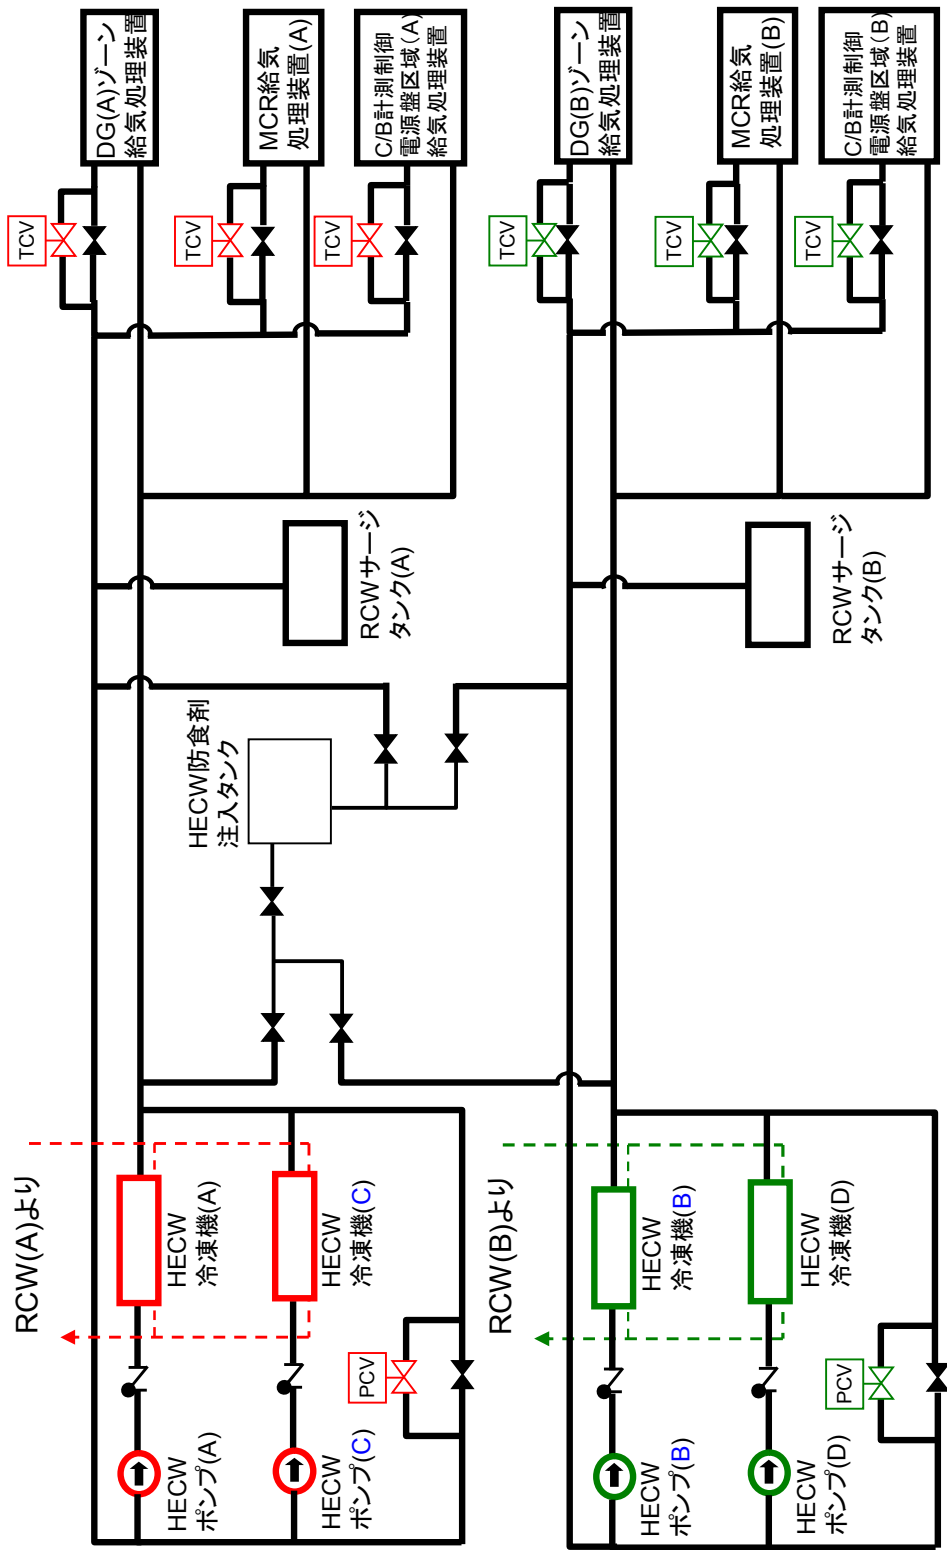 RCW(A)より
HECW
ポンプ(A)
HECW
冷凍機(A)
HECW
ポンプ(C)
HECW
冷凍機(C)
PCV
HECW防食剤
注入タンク
RCWサージ
タンク(A)
TCV
DG(A)ゾーン
給気処理装置
TCV
MCR給気
処理装置(A)
TCV
C/B計測制御
電源盤区域(A)
給気処理装置
RCW(B)より
HECW
ポンプ(B)
HECW
冷凍機(B)
HECW
ポンプ(D)
HECW
冷凍機(D)
PCV
RCWサージ
タンク(B)
TCV
DG(B)ゾーン
給気処理装置
TCV
MCR給気
処理装置(B)
TCV
C/B計測制御
電源盤区域(B)
給気処理装置